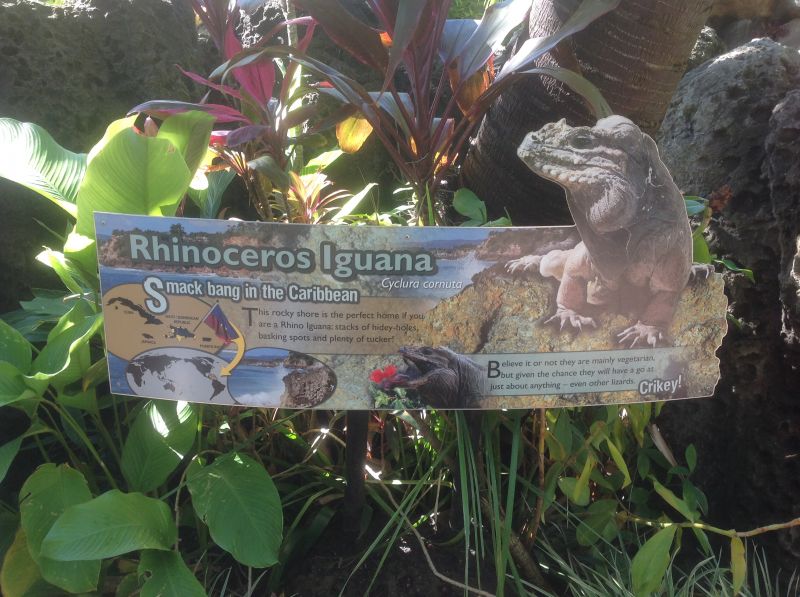 Rhinoceros Iguana
Cyclura cornuta
Smack bang in the Caribbean
This rocky shore is the perfect home if you
are a Rhino Iguana: stacks of hidey-holes,
basking spots and plenty of tucker!
Believe it or not they are mainly vegetarian,
but given the chance they will have a go at
just about anything – even other lizards.
Crikey!